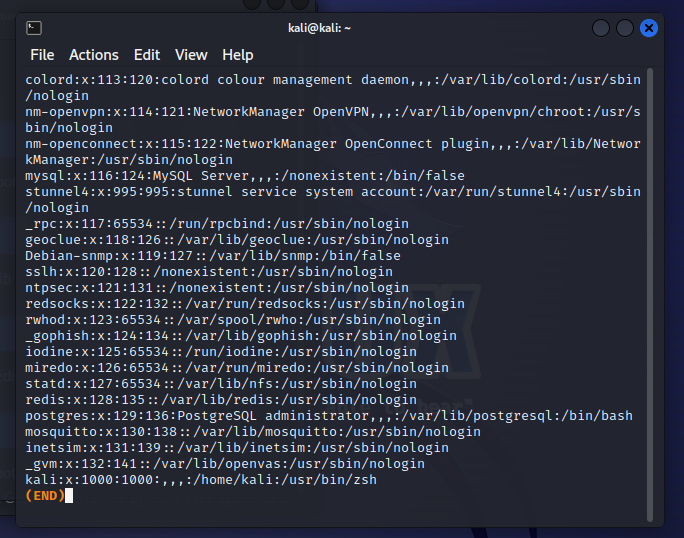 kali@kali: ~
File Actions Edit View Help
colord:x:113:120:colord colour management daemon,,,:/var/lib/colord:/usr/sbin
/nologin
nm-openvpn:x:114:121:NetworkManager OpenVPN,,,:/var/lib/openvpn/chroot:/usr/s
bin/nologin
nm-openconnect:x:115:122:NetworkManager OpenConnect plugin,,,:/var/lib/Networ
kManager:/usr/sbin/nologin
mysql:x:116:124:MySQL Server,,,:/nonexistent:/bin/false
stunnel4:x:995:995:stunnel service system account:/var/run/stunnel4:/usr/sbin
/nologin
_rpc:x:117:65534::/run/rpcbind:/usr/sbin/nologin
geoclue:x:118:126::/var/lib/geoclue:/usr/sbin/nologin
Debian-snmp:x:119:127::/var/lib/snmp:/bin/false
sslh:x:120:128::/nonexistent:/usr/sbin/nologin
ntpsec:x:121:131::/nonexistent:/usr/sbin/nologin
redsocks:x:122:132::/var/run/redsocks:/usr/sbin/nologin
rwhod:x:123:65534::/var/spool/rwho:/usr/sbin/nologin
_gophish:x:124:134::/var/lib/gophish:/usr/sbin/nologin
iodine:x:125:65534::/run/iodine:/usr/sbin/nologin
miredo:x:126:65534::/var/run/miredo:/usr/sbin/nologin
statd:x:127:65534::/var/lib/nfs:/usr/sbin/nologin
redis:x:128:135::/var/lib/redis:/usr/sbin/nologin
postgres:x:129:136:PostgreSQL administrator,,,:/var/lib/postgresql:/bin/bash
mosquitto:x:130:138::/var/lib/mosquitto:/usr/sbin/nologin
inetsim:x:131:139::/var/lib/inetsim:/usr/sbin/nologin
_gvm:x:132:141::/var/lib/openvas:/usr/sbin/nologin
kali:x:1000:1000:,,,:/home/kali:/usr/bin/zsh
(END)